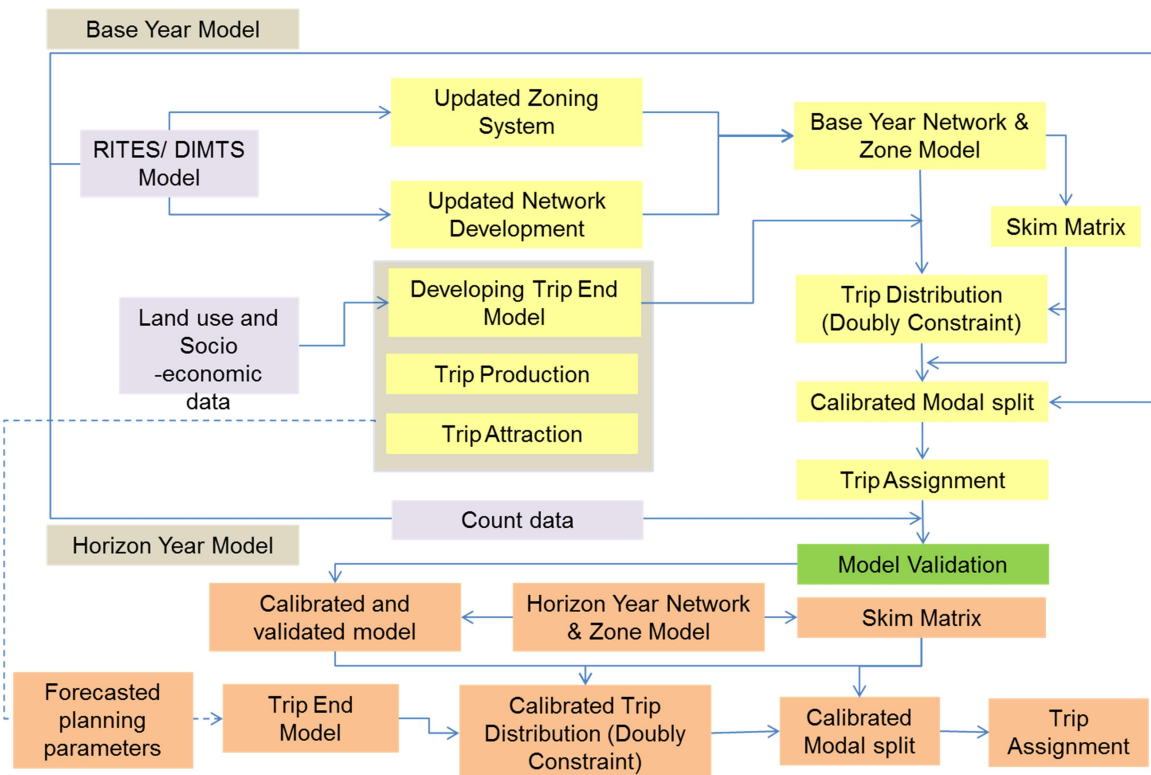 Base Year Model
Updated Zoning
System
Base Year Network &
Zone Model
RITES/ DIMTS
Model
Updated Network
Development
Skim Matrix
Developing Trip End
Model
Trip Distribution
(Doubly Constraint)
Land use and
Socio
-economic
data
Trip Production
Calibrated Modal split
Trip Attraction
Trip Assignment
Count data
Horizon Year Model
Model Validation
Calibrated and
validated model
Horizon Year Network
& Zone Model
Skim Matrix
Forecasted
planning
parameters
Trip End
Model
Calibrated Trip
Distribution (Doubly
Constraint)
Calibrated
Modal split
Trip
Assignment